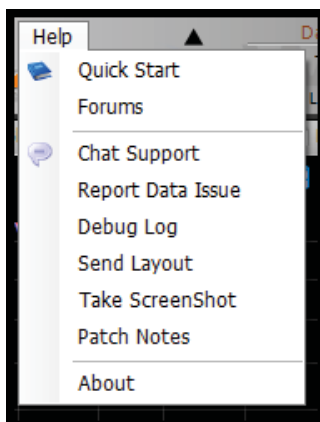 Help
Quick Start
Forums
Chat Support
Report Data Issue
Debug Log
Send Layout
Take ScreenShot
Patch Notes
About